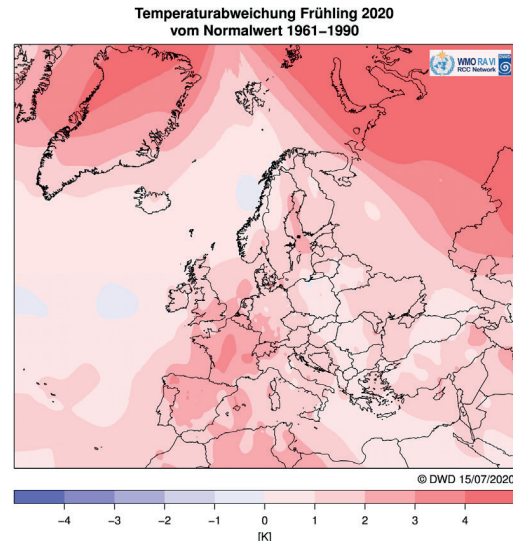 Temperaturabweichung Frühling 2020
vom Normalwert 1961–1990
WMO RA VI
RCC Network
© DWD 15/07/2020
−4 −3 −2 −1 0 1 2 3 4
[K]